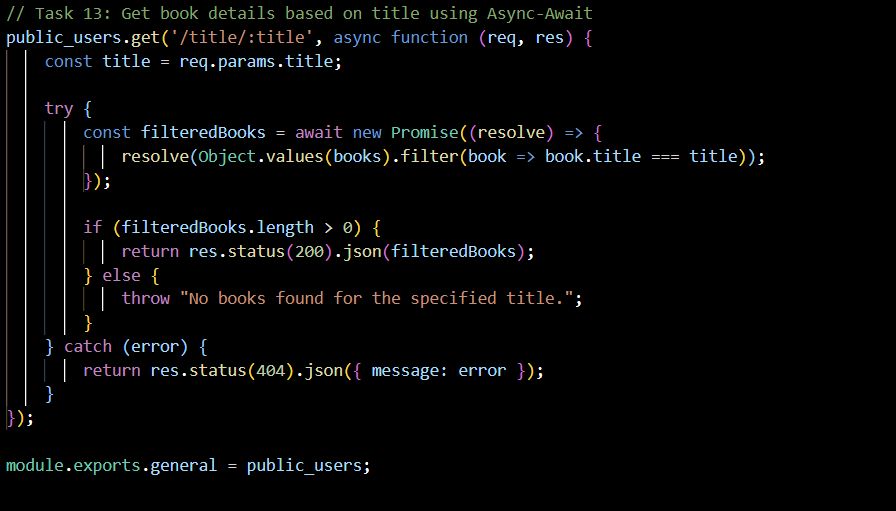 // Task 13: Get book details based on title using Async-Await
public_users.get('/title/:title', async function (req, res) {
    const title = req.params.title;

    try {
        const filteredBooks = await new Promise((resolve) => {
            resolve(Object.values(books).filter(book => book.title === title));
        });

        if (filteredBooks.length > 0) {
            return res.status(200).json(filteredBooks);
        } else {
            throw "No books found for the specified title.";
        }
    } catch (error) {
        return res.status(404).json({ message: error });
    }
});

module.exports.general = public_users;